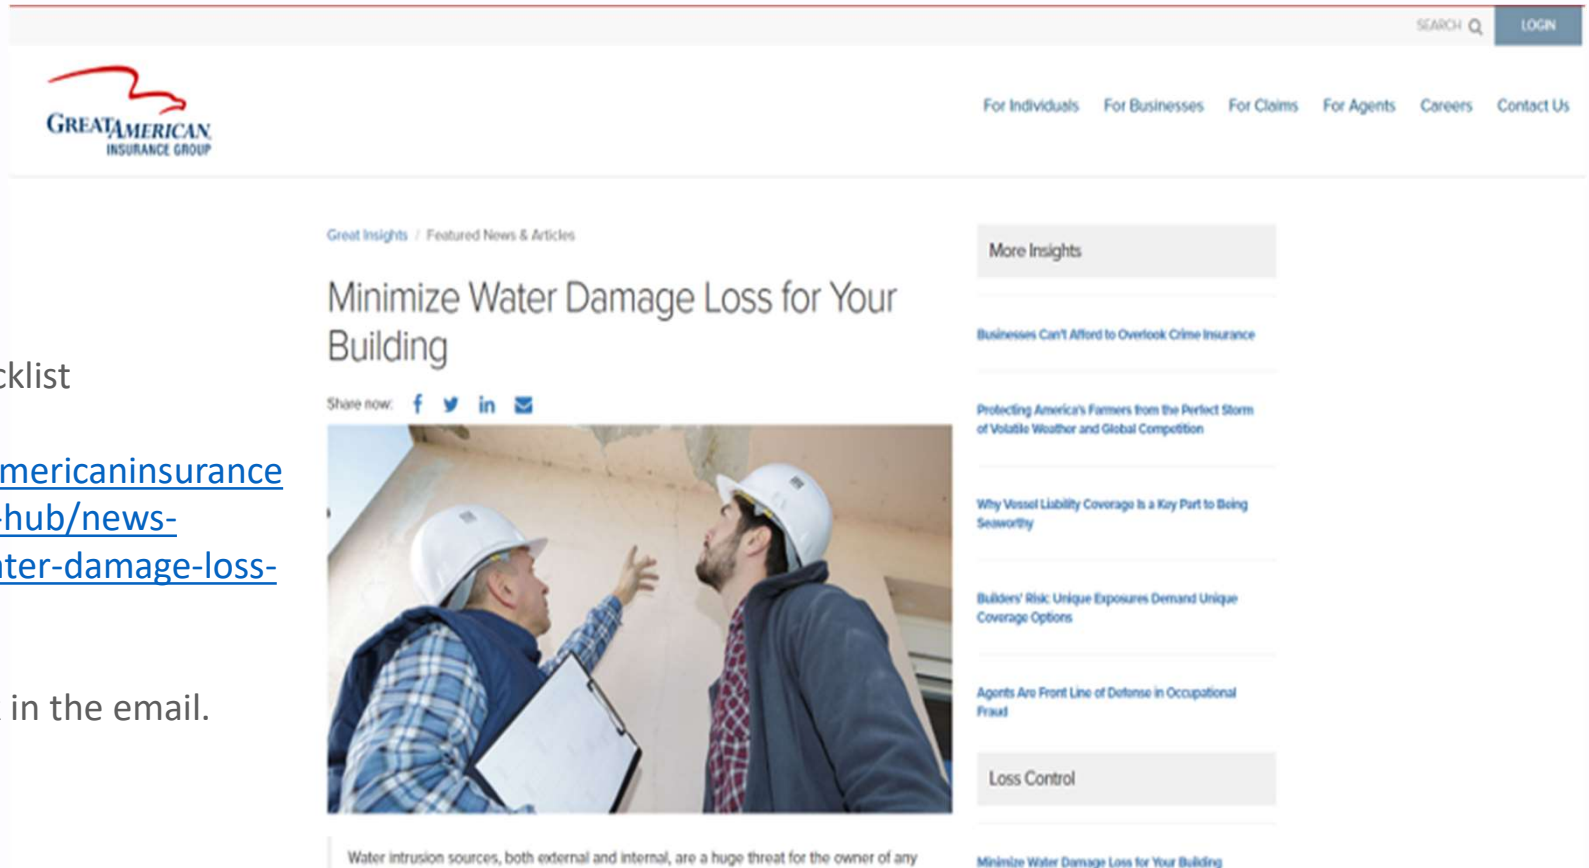 SEARCH
LOGIN
GREATAMERICAN
INSURANCE GROUP
For Individuals For Businesses For Claims For Agents Careers Contact Us
cklist
mericaninsurance
-hub/news-
ater-damage-loss-
in the email.
Great Insights / Featured News & Articles
Minimize Water Damage Loss for Your
Building
Share now:
Water intrusion sources, both external and internal, are a huge threat for the owner of any
More Insights
Businesses Can't Afford to Overlook Crime Insurance
Protecting America's Farmers from the Perfect Storm
of Volatile Weather and Global Competition
Why Vessel Liability Coverage Is a Key Part to Being
Seaworthy
Builders' Risk: Unique Exposures Demand Unique
Coverage Options
Agents Are Front Line of Defense in Occupational
Fraud
Loss Control
Minimize Water Damage Loss for Your Building